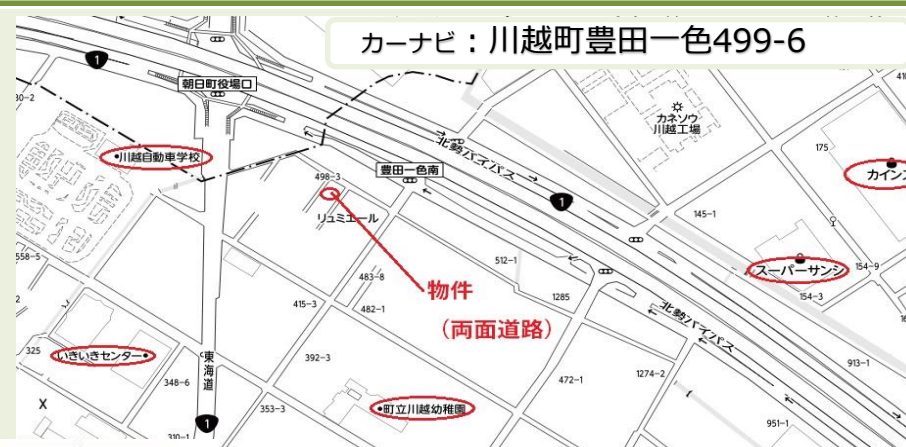 カーナビ：川越町豊田一色499-6
1
朝日町役場口
30-2
カネソウ
川越工場
北勢バイパス
175
川越自動車学校
498-3
豊田一色南
カインズ
1
リュミエール
145-1
558-5
483-8
512-1
スーパーサンシ
154-9
415-3
482-1
物件
1285
154-3
(両面道路)
北勢バイパス
325
いきいきセンター
東海道
392-3
913-1
348-6
472-1
1274-2
X
353-3
町立川越幼稚園
951-1
310-1
1